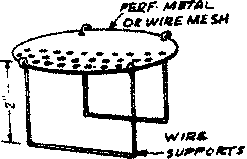 PERF. METAL
OR WIRE MESH
2"
WIRE
SUPPORTS